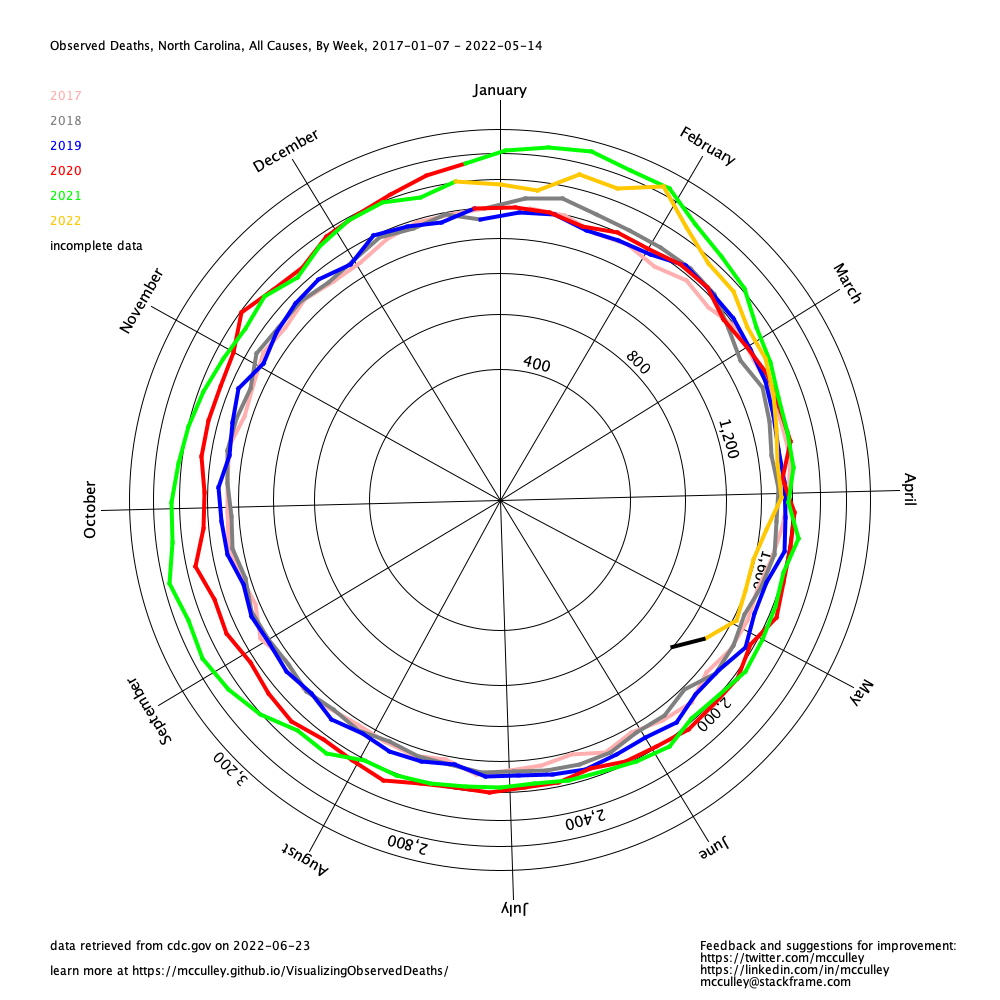 Observed Deaths, North Carolina, All Causes, By Week, 2017-01-07 - 2022-05-14
2017
2018
2019
2020
2021
2022
incomplete data
January
February
March
April
May
June
July
August
September
October
November
December
400
800
1,200
1,600
2,000
2,400
2,800
3,200
data retrieved from cdc.gov on 2022-06-23
learn more at https://mcculley.github.io/VisualizingObservedDeaths/
Feedback and suggestions for improvement:
https://twitter.com/mcculley
https://linkedin.com/in/mcculley
mcculley@stackframe.com